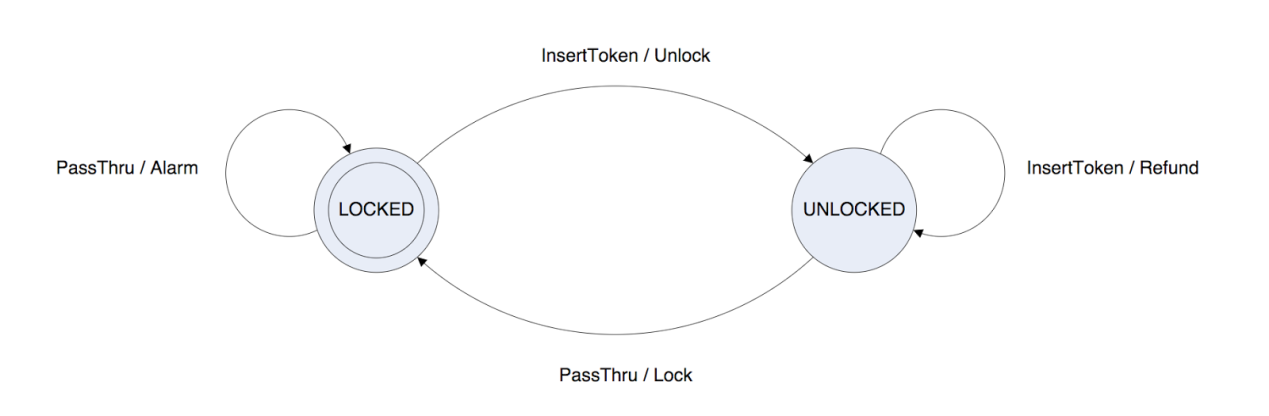 InsertToken / Unlock
PassThru / Alarm
InsertToken / Refund
LOCKED
UNLOCKED
PassThru / Lock